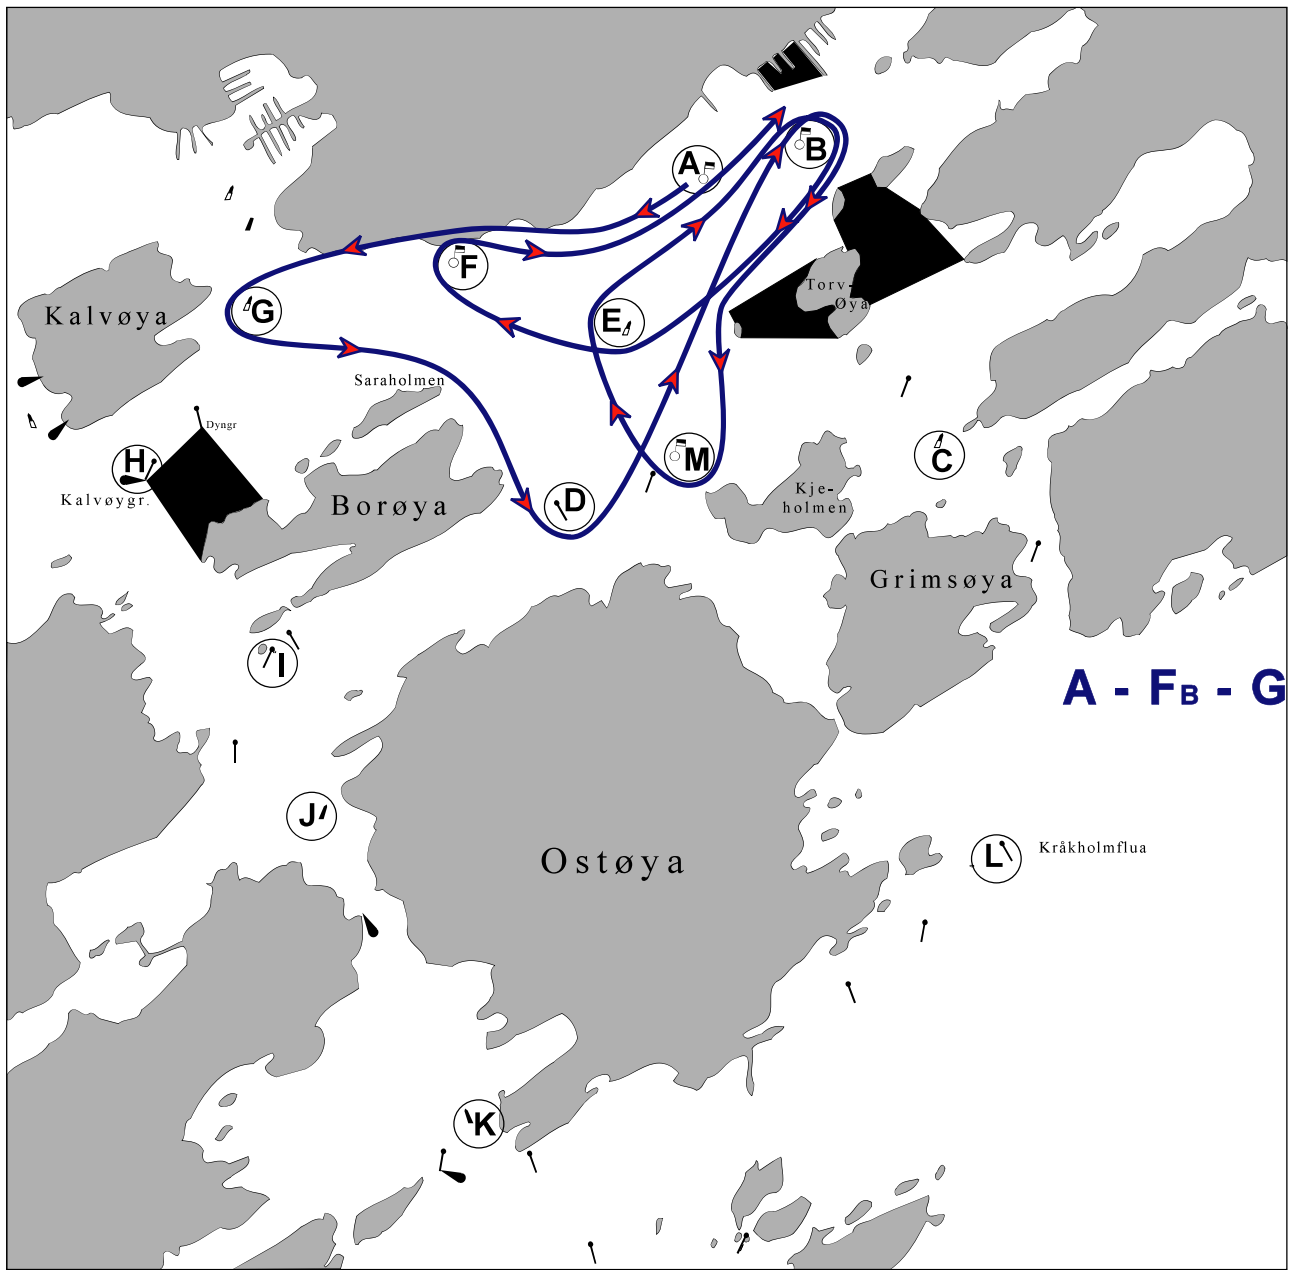 A
B
Torv-
Øya
F
G
E
Kalvøya
Saraholmen
Dyngr
H
Kalvøygr.
M
C
D
Borøya
Kje-
holmen
Grimsøya
I
A - FB - G
J
Ostøya
L
Kråkholmflua
K